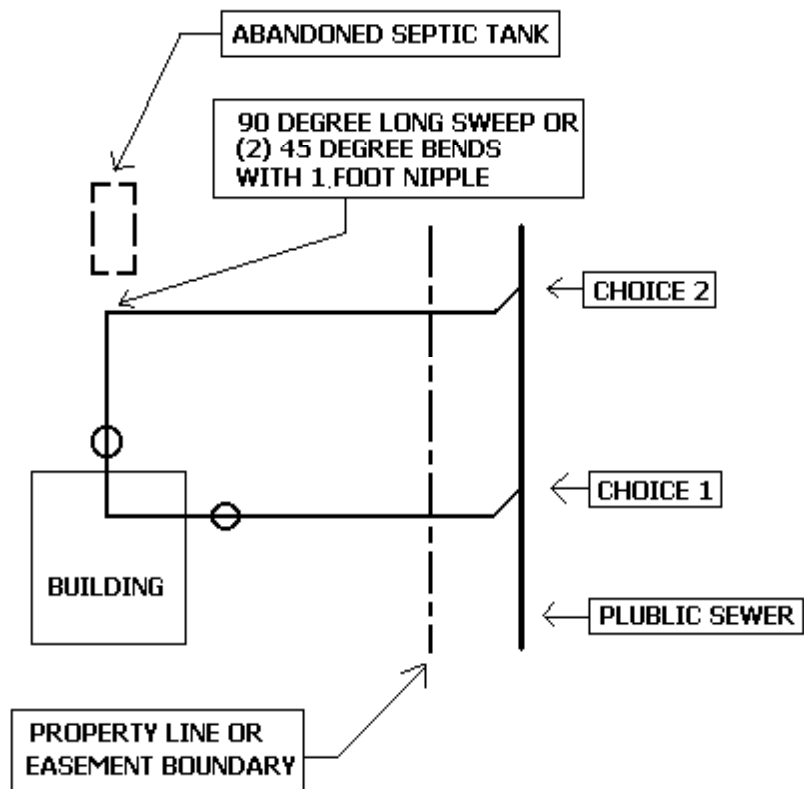 ABANDONED SEPTIC TANK
90 DEGREE LONG SWEEP OR
(2) 45 DEGREE BENDS
WITH 1 FOOT NIPPLE
CHOICE 2
CHOICE 1
BUILDING
PLUBLIC SEWER
PROPERTY LINE OR
EASEMENT BOUNDARY